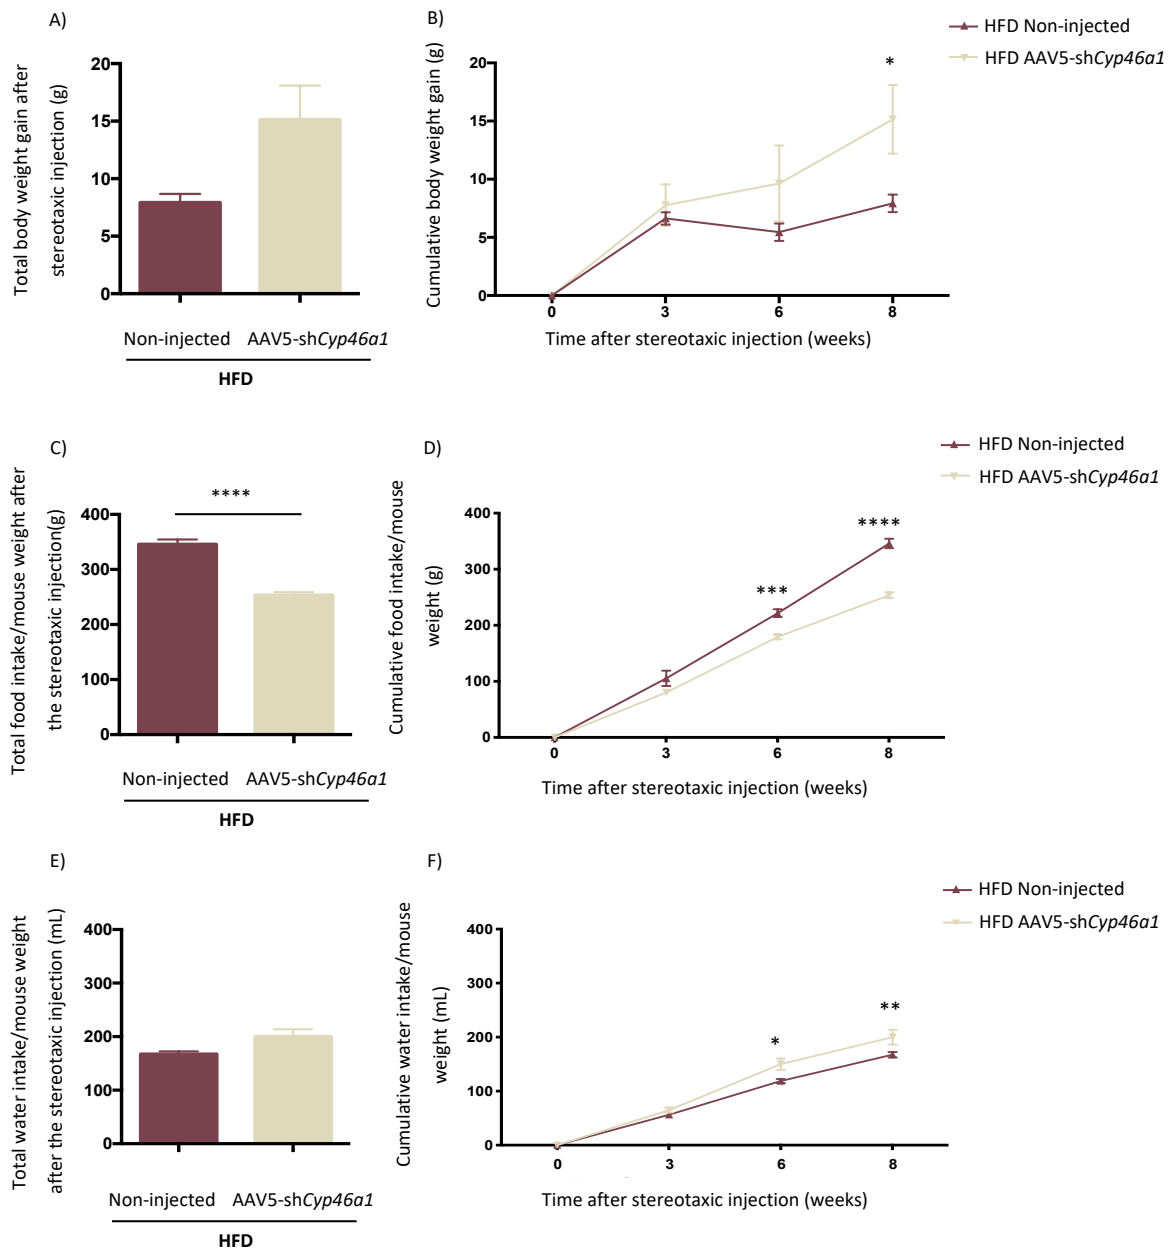 A)
Total body weight gain after
stereotaxic injection (g)
20
15
10
5
0
Non-injected AAV5-shCyp46a1
HFD
B)
HFD Non-injected
HFD AAV5-shCyp46a1
Cumulative body weight gain (g)
20
15
10
5
0
*
0 3 6 8
Time after stereotaxic injection (weeks)
C)
Total food intake/mouse weight after
the stereotaxic injection(g)
400
300
200
100
0
****
Non-injected AAV5-shCyp46a1
HFD
D)
HFD Non-injected
HFD AAV5-shCyp46a1
Cumulative food intake/mouse
weight (g)
400
300
200
100
0
*** ****
0 3 6 8
Time after stereotaxic injection (weeks)
E)
Total water intake/mouse weight
after the stereotaxic injection (mL)
400
300
200
100
0
Non-injected AAV5-shCyp46a1
HFD
F)
HFD Non-injected
HFD AAV5-shCyp46a1
Cumulative water intake/mouse
weight (mL)
400
300
200
100
0
* **
0 3 6 8
Time after stereotaxic injection (weeks)